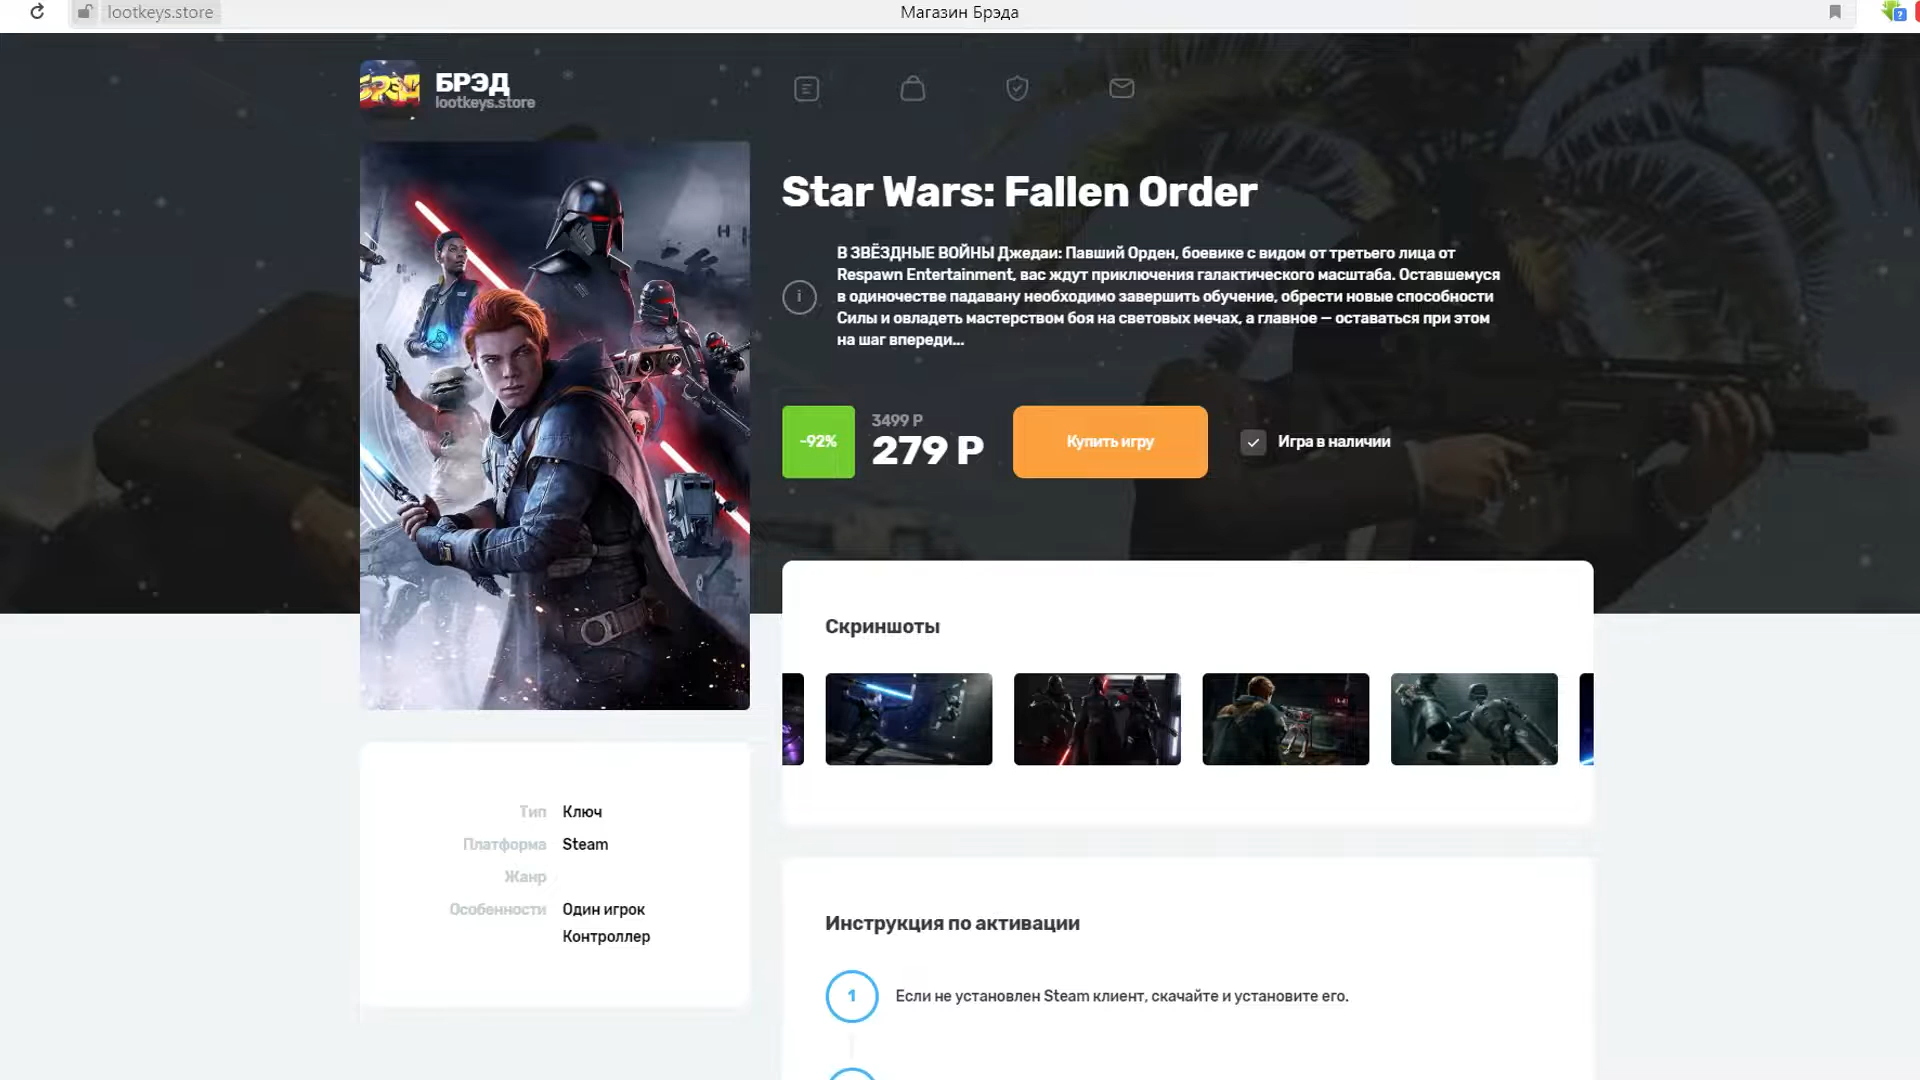 lootkeys.store
Магазин Брэда
БРЭД
БРЭД
lootkeys.store
Star Wars: Fallen Order
В ЗВЁЗДНЫЕ ВОЙНЫ Джедаи: Павший Орден, боевике с видом от третьего лица от
Respawn Entertainment, вас ждут приключения галактического масштаба. Оставшемуся
в одиночестве падавану необходимо завершить обучение, обрести новые способности
Силы и овладеть мастерством боя на световых мечах, а главное — оставаться при этом
на шаг впереди...
-92%
3499 Р
279 Р
Купить игру
Игра в наличии
Скриншоты
Тип Ключ
Платформа Steam
Жанр
Особенности Один игрок
Контроллер
Инструкция по активации
1 Если не установлен Steam клиент, скачайте и установите его.